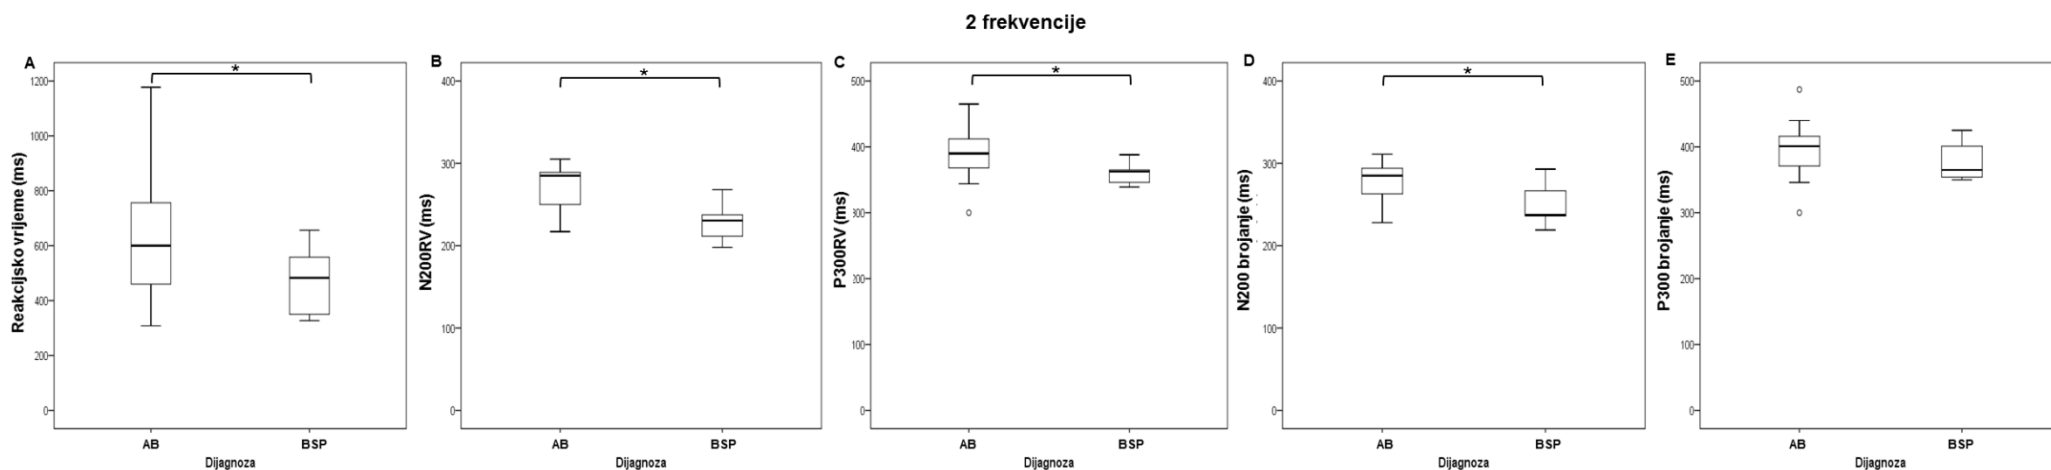 2 frekvencije
A
*
1200
1000
800
600
400
200
0
Reakcijsko vrijeme (ms)
AB
BSP
Dijagnoza
B
*
400
300
200
100
0
N200RV (ms)
AB
BSP
Dijagnoza
C
*
500
400
300
200
100
0
P300RV (ms)
AB
BSP
Dijagnoza
D
*
400
300
200
100
0
N200 brojanje (ms)
AB
BSP
Dijagnoza
E
500
400
300
200
100
0
P300 brojanje (ms)
AB
BSP
Dijagnoza